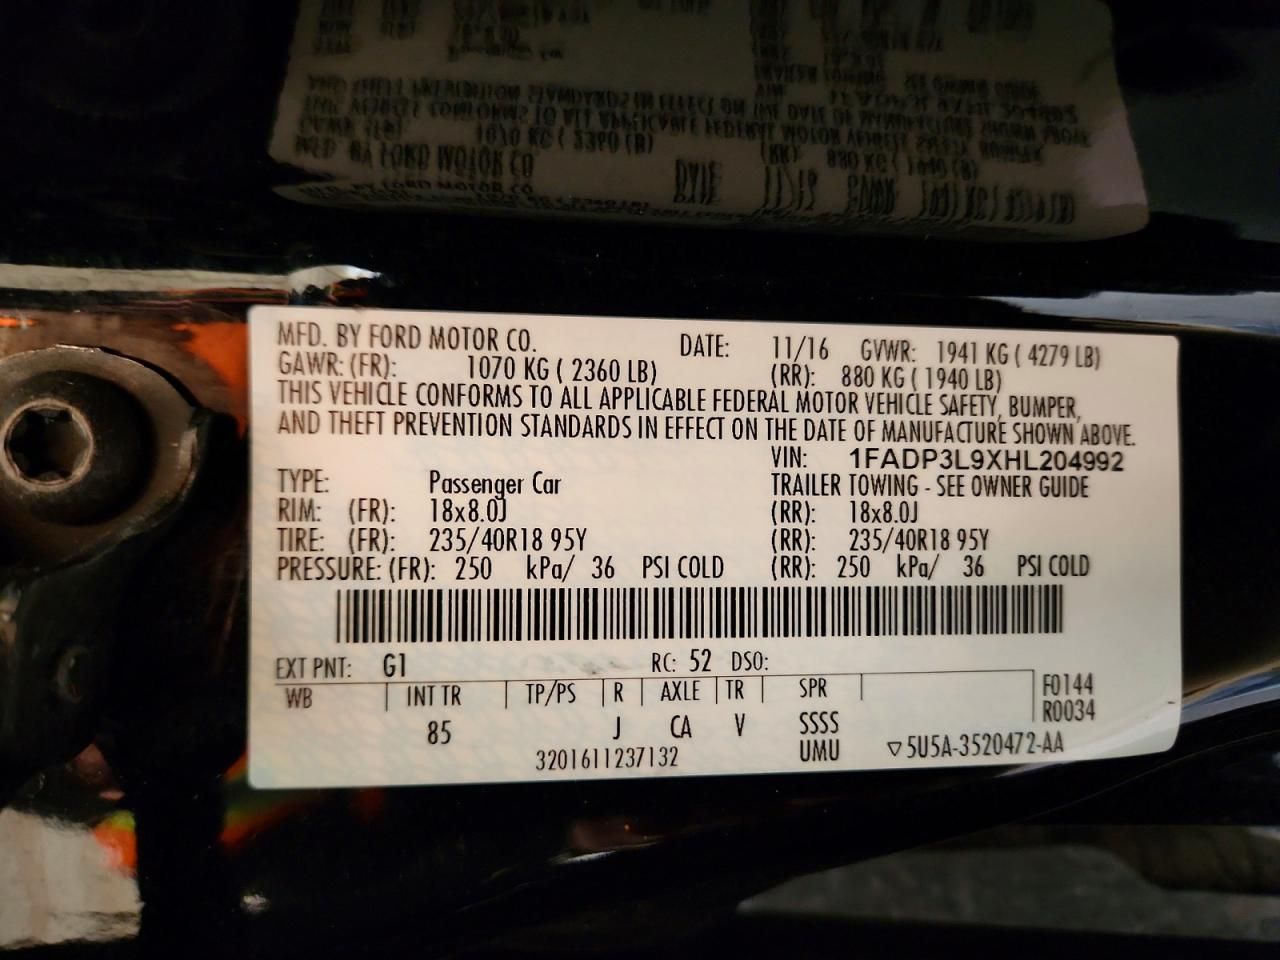 MFD. BY FORD MOTOR CO. DATE: 11/16 GVWR: 1941 KG ( 4279 LB)
GAWR: (FR): 1070 KG ( 2360 LB) (RR): 880 KG ( 1940 LB)
THIS VEHICLE CONFORMS TO ALL APPLICABLE FEDERAL MOTOR VEHICLE SAFETY, BUMPER,
AND THEFT PREVENTION STANDARDS IN EFFECT ON THE DATE OF MANUFACTURE SHOWN ABOVE.
VIN: 1FADP3L9XHL204992
TYPE: Passenger Car TRAILER TOWING - SEE OWNER GUIDE
RIM: (FR): 18x8.0J (RR): 18x8.0J
TIRE: (FR): 235/40R18 95Y (RR): 235/40R18 95Y
PRESSURE: (FR): 250 kPa/ 36 PSI COLD (RR): 250 kPa/ 36 PSI COLD
EXT PNT: G1 RC: 52 DSO:
WB INT TR TP/PS R AXLE TR SPR F0144
R0034
85 J CA V SSSS
3201611237132 UMU ▽5U5A-3520472-AA